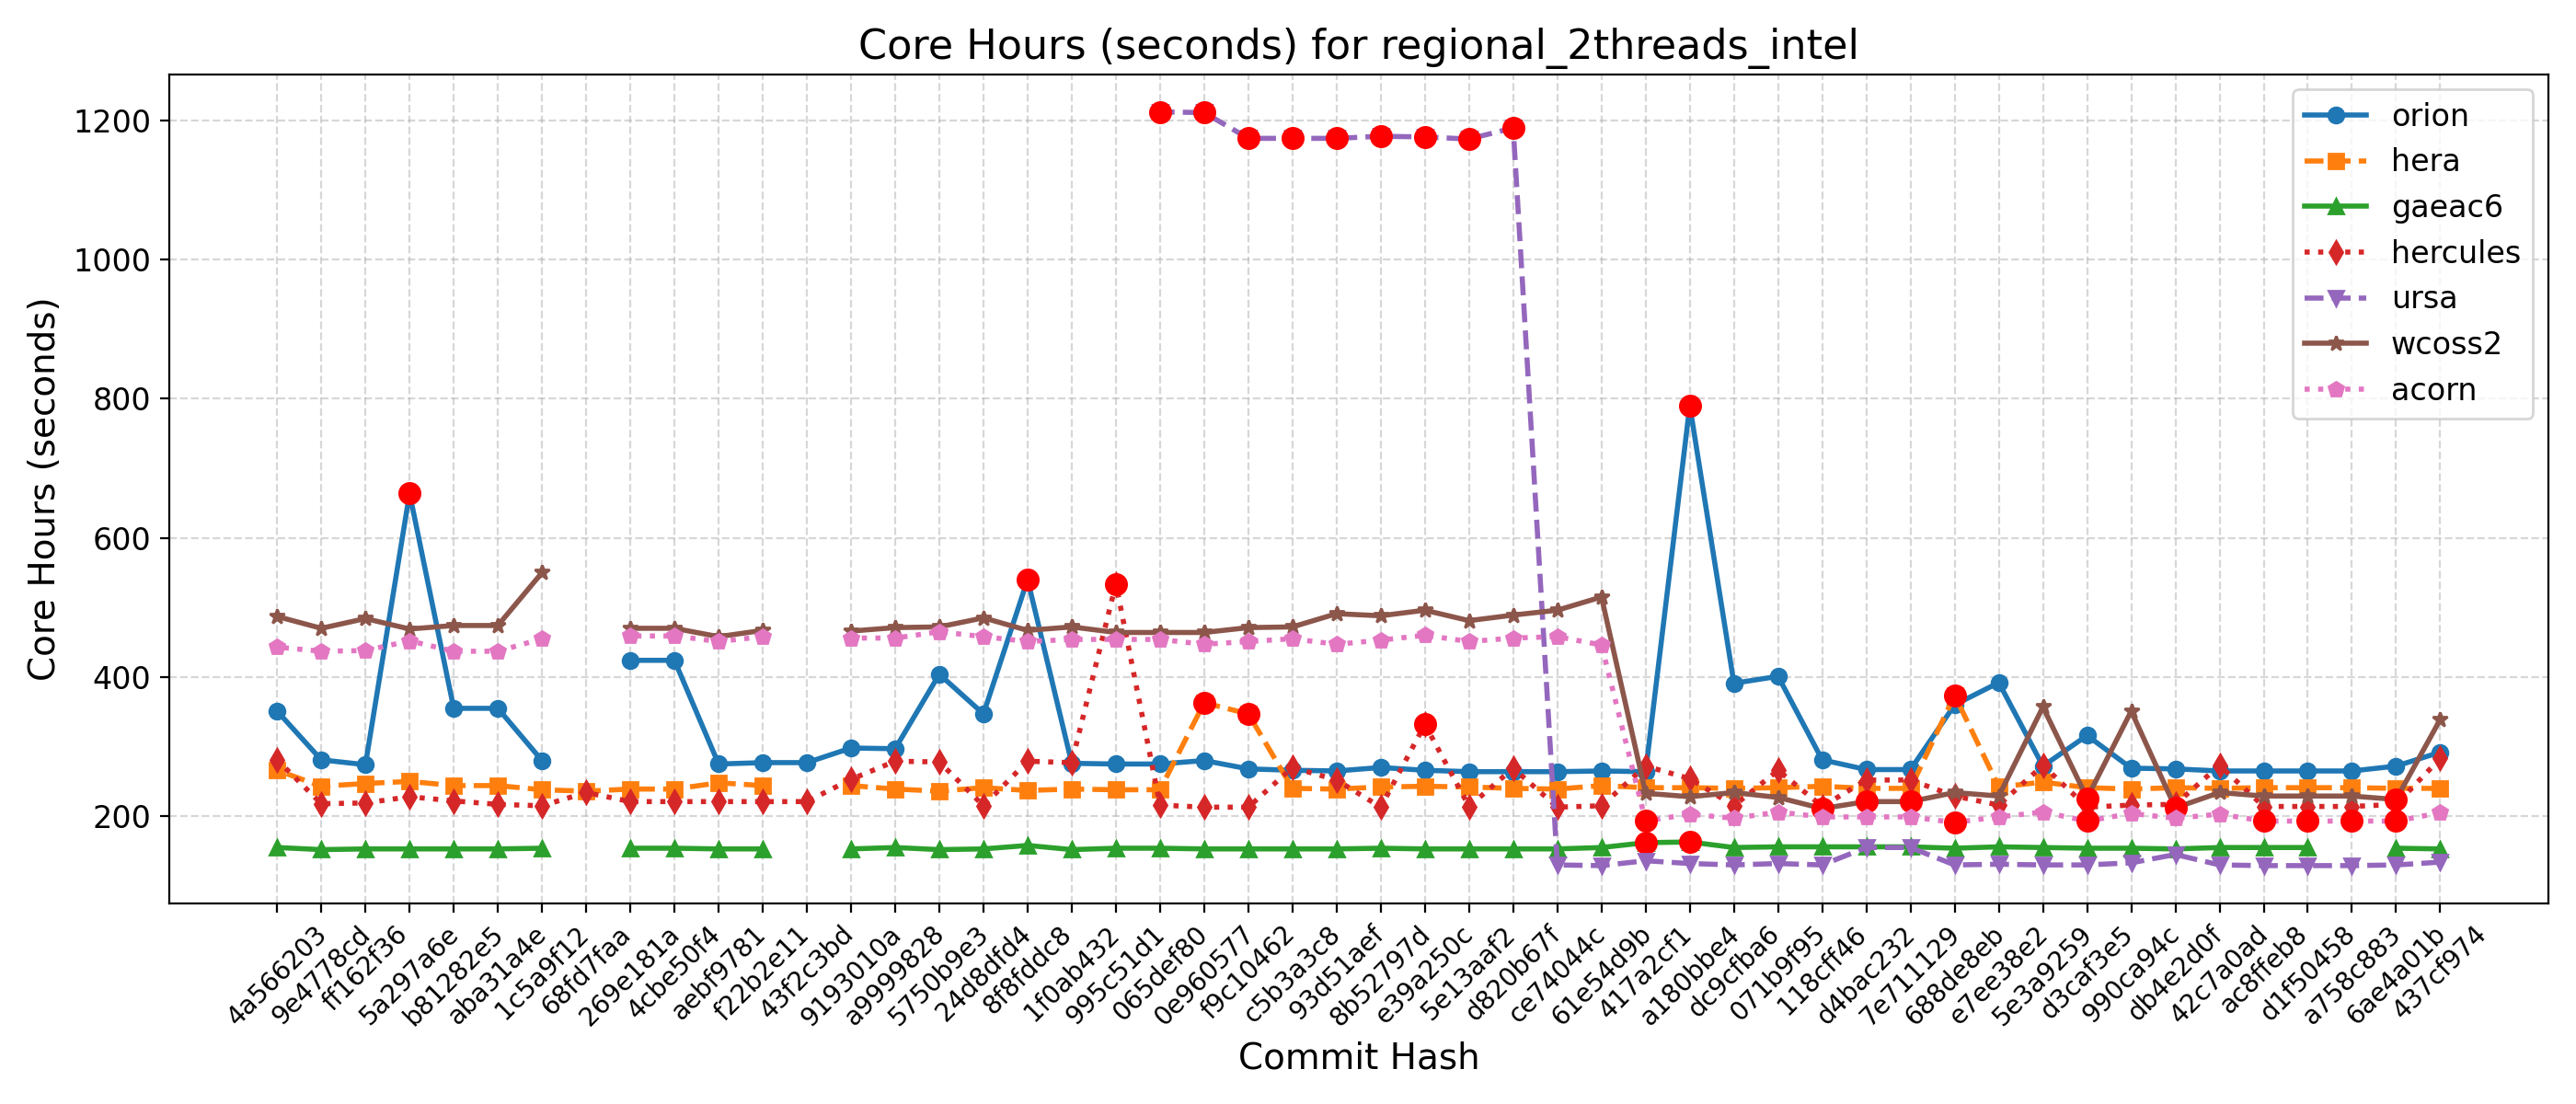 Core Hours (seconds) for regional_2threads_intel
Core Hours (seconds)
1200
1000
800
600
400
200
orion
hera
gaeac6
hercules
ursa
wcoss2
acorn
4a566203
9e4778cd
ff162f36
5a297a6e
b81282e5
aba31a4e
1c5a9f12
68fd7faa
269e181a
4cbe50f4
aebf9781
f22b2e11
43f2c3bd
9193010a
a9999828
5750b9e3
24d8dfd4
8f8fddc8
1f0ab432
995c51d1
065def80
0e960577
f9c10462
c5b3a3c8
93d51aef
8b52797d
e39a250c
5e13aaf2
d820b67f
ce74044c
61e54d9b
417a2cf1
a180bbe4
dc9cfba6
071b9f95
118cff46
d4bac232
7e711129
688de8eb
e7ee38e2
5e3a9259
d3caf3e5
990ca94c
db4e2d0f
42c7a0ad
ac8ffeb8
d1f50458
a758c883
6ae4a01b
437cf974
Commit Hash